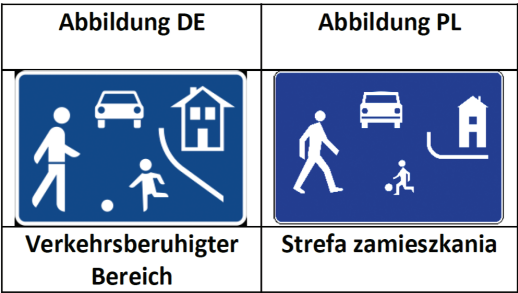 Abbildung DE
Abbildung PL
Verkehrsberuhigter
Bereich
Strefa zamieszkania